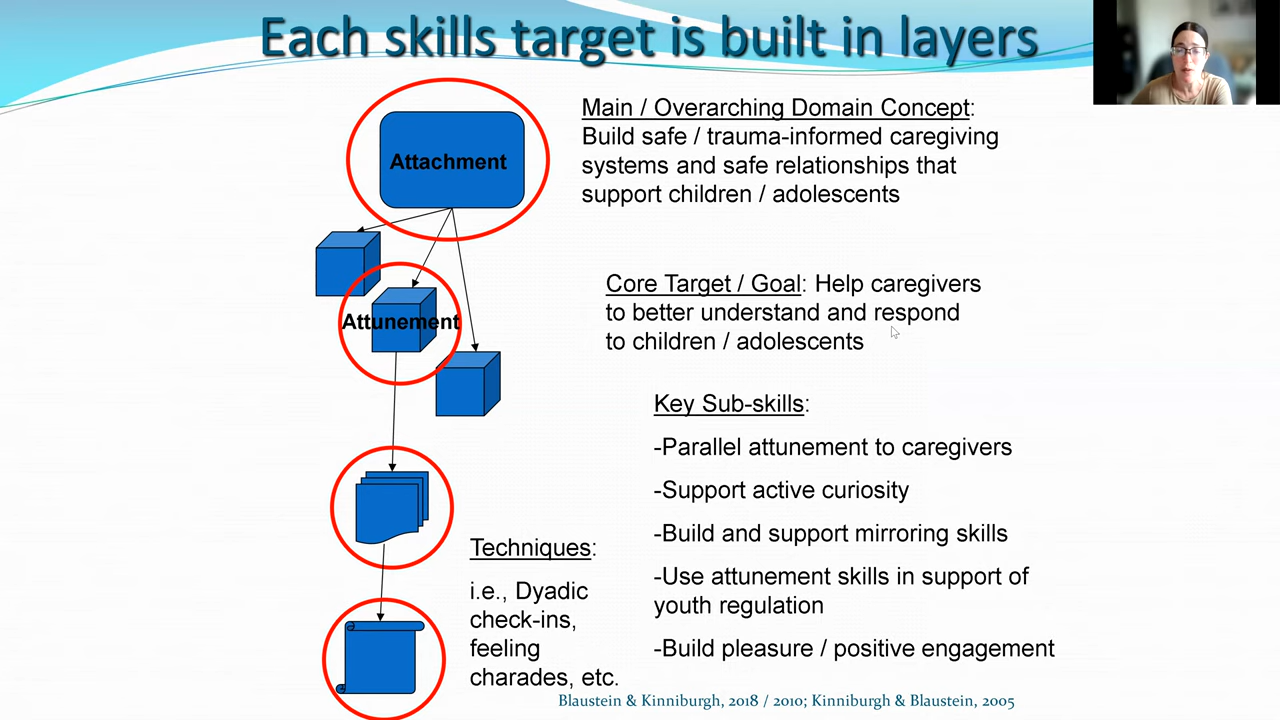 Each skills target is built in layers
Attachment
Main / Overarching Domain Concept:
Build safe / trauma-informed caregiving
systems and safe relationships that
support children / adolescents
Attunement
Core Target / Goal: Help caregivers
to better understand and respond
to children / adolescents
Key Sub-skills:
-Parallel attunement to caregivers
-Support active curiosity
-Build and support mirroring skills
-Use attunement skills in support of
youth regulation
-Build pleasure / positive engagement
Techniques:
i.e., Dyadic
check-ins,
feeling
charades, etc.
Blaustein & Kinniburgh, 2018 / 2010; Kinniburgh & Blaustein, 2005